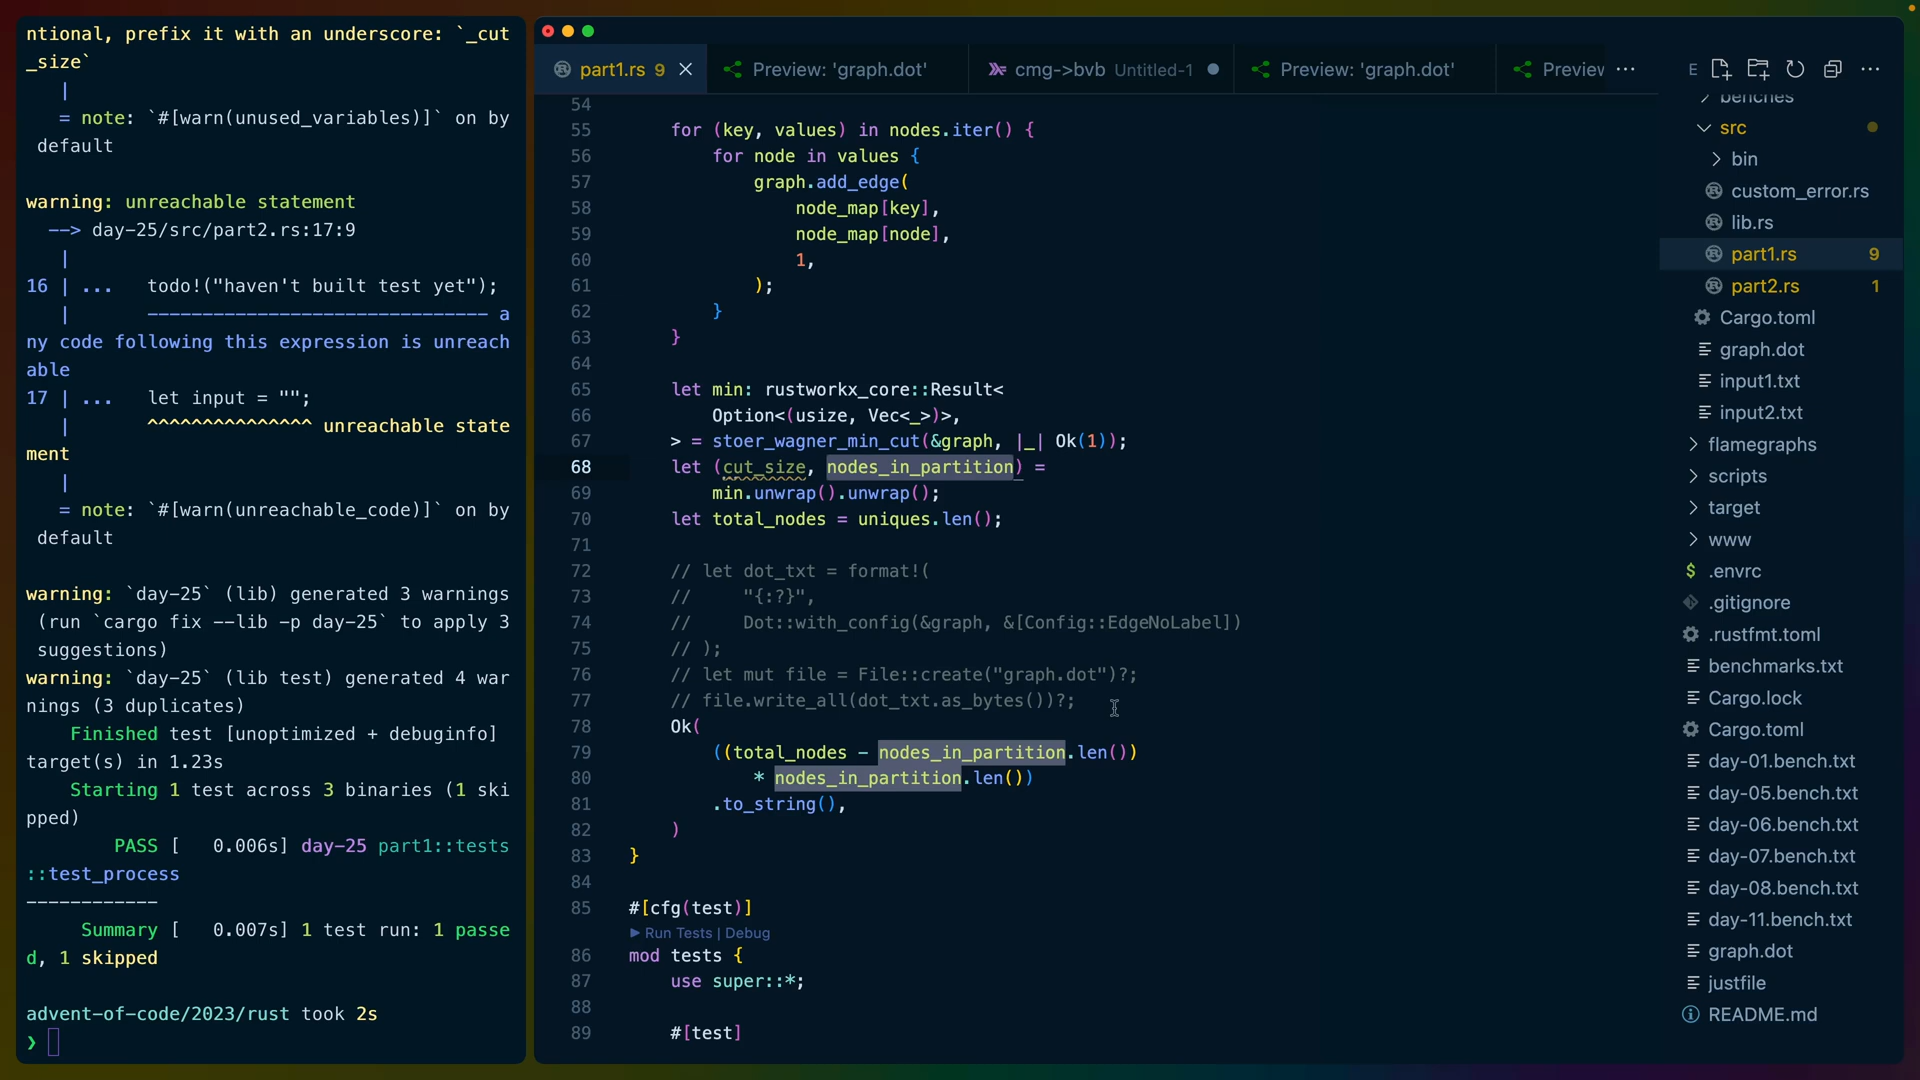 ntional, prefix it with an underscore: `_cut
_size`
|
= note: `#[warn(unused_variables)]` on by
default
warning: unreachable statement
--> day-25/src/part2.rs:17:9
|
16 | ... todo!("haven't built test yet");
| ------------------------------- a
ny code following this expression is unreach
able
17 | ... let input = "";
| ^^^^^^^^^^^^^^^ unreachable state
ment
|
= note: `#[warn(unreachable_code)]` on by
default
warning: `day-25` (lib) generated 3 warnings
(run `cargo fix --lib -p day-25` to apply 3
suggestions)
warning: `day-25` (lib test) generated 4 war
nings (3 duplicates)
Finished test [unoptimized + debuginfo]
target(s) in 1.23s
Starting 1 test across 3 binaries (1 ski
pped)
PASS [ 0.006s] day-25 part1::tests
::test_process
------------
Summary [ 0.007s] 1 test run: 1 passe
d, 1 skipped
advent-of-code/2023/rust took 2s
❯
part1.rs 9 Preview: 'graph.dot' cmg->bvb Untitled-1 Preview: 'graph.dot' Preview ...
54
55 for (key, values) in nodes.iter() {
56 for node in values {
57 graph.add_edge(
58 node_map[key],
59 node_map[node],
60 1,
61 );
62 }
63 }
64
65 let min: rustworkx_core::Result<
66 Option<(usize, Vec<_>)>,
67 > = stoer_wagner_min_cut(&graph, |_| Ok(1));
68 let (cut_size, nodes_in_partition) =
69 min.unwrap().unwrap();
70 let total_nodes = uniques.len();
71
72 // let dot_txt = format!(
73 // "{:?}",
74 // Dot::with_config(&graph, &[Config::EdgeNoLabel])
75 // );
76 // let mut file = File::create("graph.dot")?;
77 // file.write_all(dot_txt.as_bytes())?;
78 Ok(
79 ((total_nodes - nodes_in_partition.len())
80 * nodes_in_partition.len())
81 .to_string(),
82 )
83 }
84
85 #[cfg(test)]
Run Tests | Debug
86 mod tests {
87 use super::*;
88
89 #[test]
E
benches
src
bin
custom_error.rs
lib.rs
part1.rs 9
part2.rs 1
Cargo.toml
graph.dot
input1.txt
input2.txt
flamegraphs
scripts
target
www
.envrc
.gitignore
.rustfmt.toml
benchmarks.txt
Cargo.lock
Cargo.toml
day-01.bench.txt
day-05.bench.txt
day-06.bench.txt
day-07.bench.txt
day-08.bench.txt
day-11.bench.txt
graph.dot
justfile
README.md